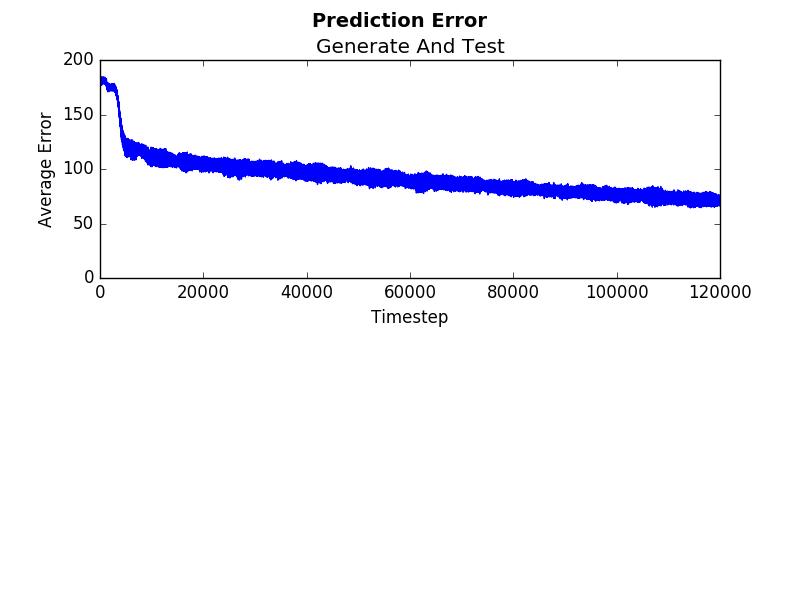 Prediction Error
Generate And Test
200
150
100
50
0
Average Error
0 20000 40000 60000 80000 100000 120000
Timestep